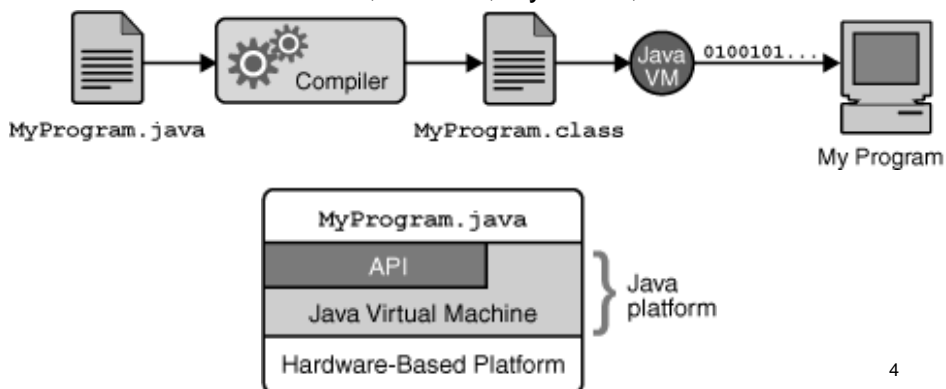 MyProgram.java
Compiler
MyProgram.class
Java
VM
0100101...
My Program
MyProgram.java
API
Java Virtual Machine
Hardware-Based Platform
Java
platform
4